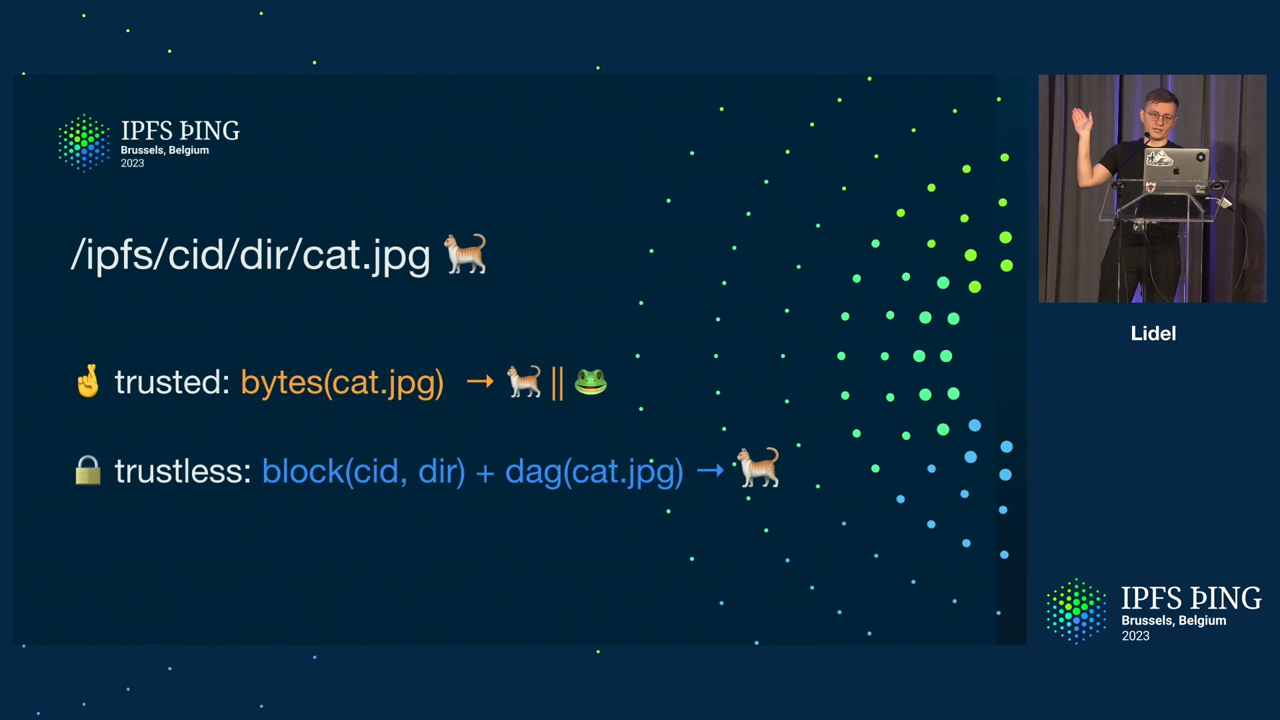 IPFS ÞING
Brussels, Belgium
2023
/ipfs/cid/dir/cat.jpg 🐈
🤞 trusted: bytes(cat.jpg) → 🐈 || 🐸
🔒 trustless: block(cid, dir) + dag(cat.jpg) → 🐈
Lidel
IPFS ÞING
Brussels, Belgium
2023